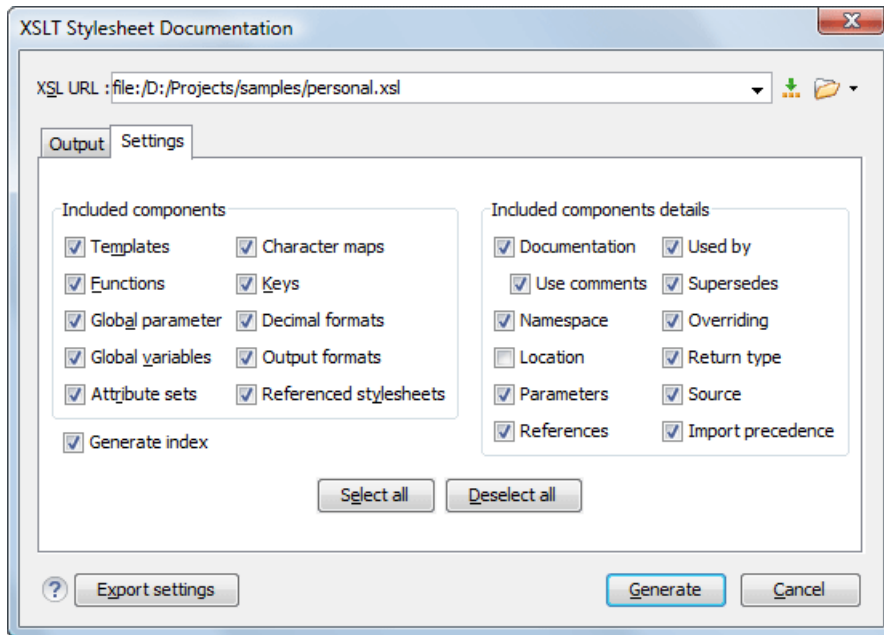 XSLT Stylesheet Documentation
XSL URL : file:/D:/Projects/samples/personal.xsl
Output Settings
Included components
Templates Character maps
Functions Keys
Global parameter Decimal formats
Global variables Output formats
Attribute sets Referenced stylesheets
Generate index
Included components details
Documentation Used by
Use comments Supersedes
Namespace Overriding
Location Return type
Parameters Source
References Import precedence
Select all Deselect all
? Export settings Generate Cancel